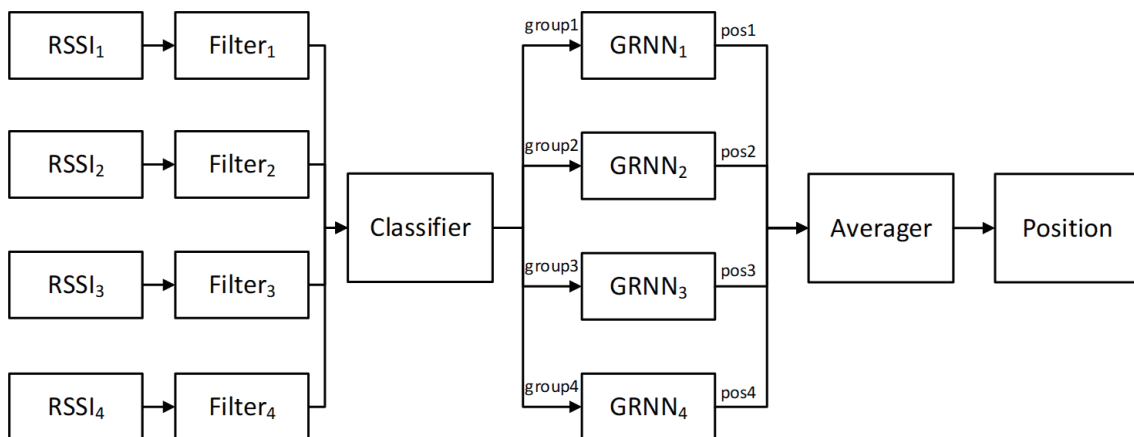 RSSI₁
Filter₁
group1
GRNN₁
pos1
RSSI₂
Filter₂
group2
GRNN₂
pos2
Classifier
Averager
Position
RSSI₃
Filter₃
group3
GRNN₃
pos3
RSSI₄
Filter₄
group4
GRNN₄
pos4